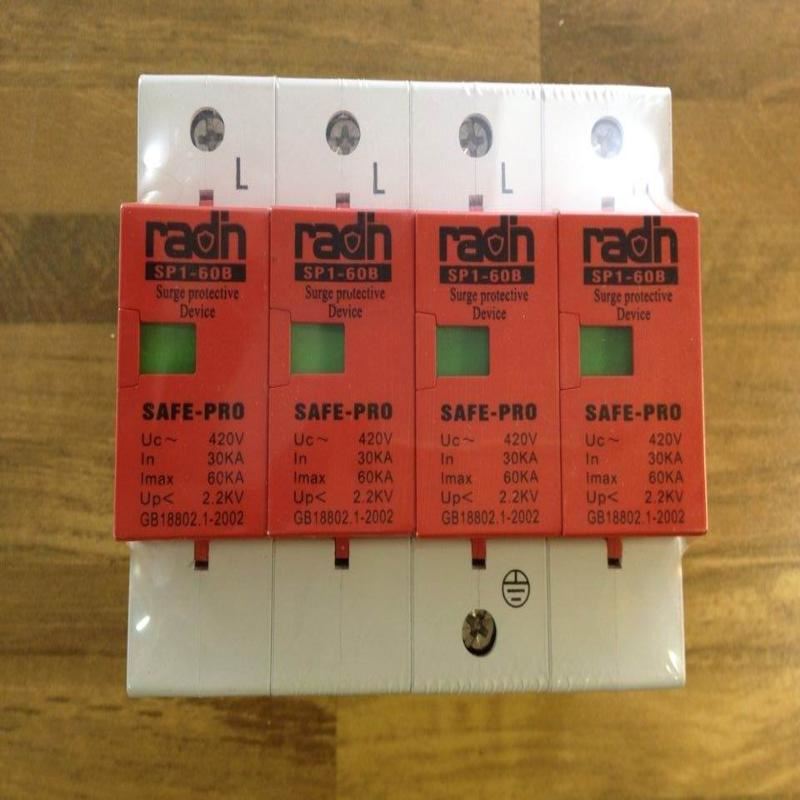 L
L
L
radn
SP1-60B
Surge protective
Device
SAFE-PRO
Uc~ 420V
In 30KA
Imax 60KA
Up< 2.2KV
GB18802.1-2002
radn
SP1-60B
Surge protective
Device
SAFE-PRO
Uc~ 420V
In 30KA
Imax 60KA
Up< 2.2KV
GB18802.1-2002
radn
SP1-60B
Surge protective
Device
SAFE-PRO
Uc~ 420V
In 30KA
Imax 60KA
Up< 2.2KV
GB18802.1-2002
radn
SP1-60B
Surge protective
Device
SAFE-PRO
Uc~ 420V
In 30KA
Imax 60KA
Up< 2.2KV
GB18802.1-2002